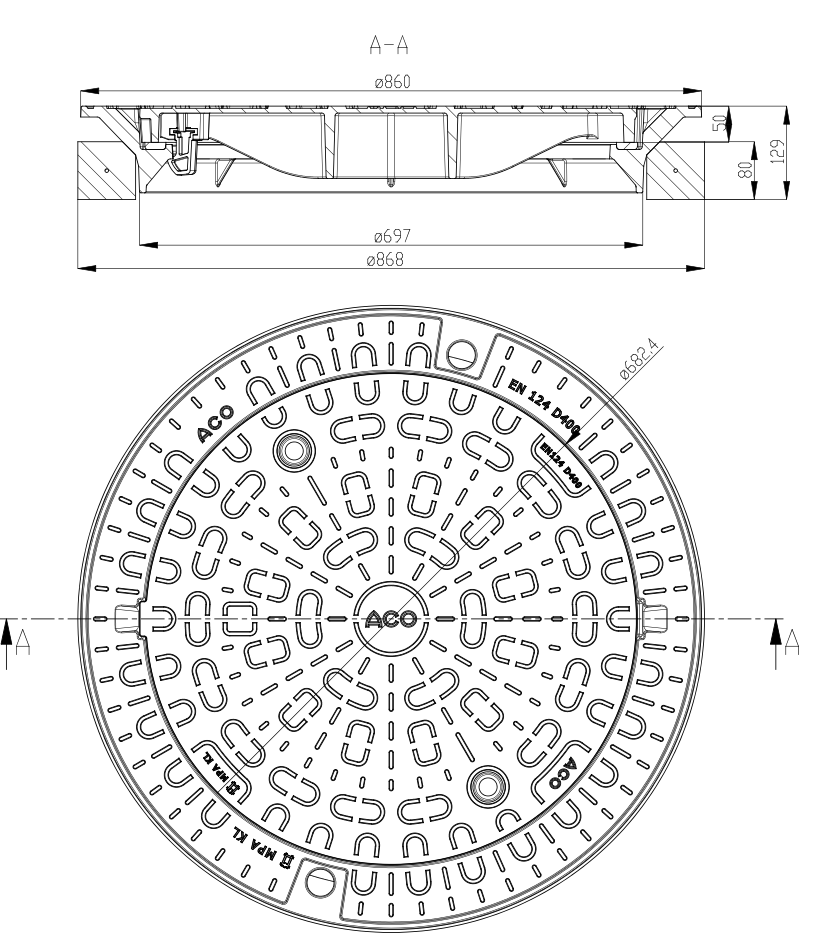 A-A
ø860
50
129
80
ø697
ø868
ø682.4
EN 124 D400
ACO
EN124 D400
ACO
A
A
MPA KL
ACO
MPA KL